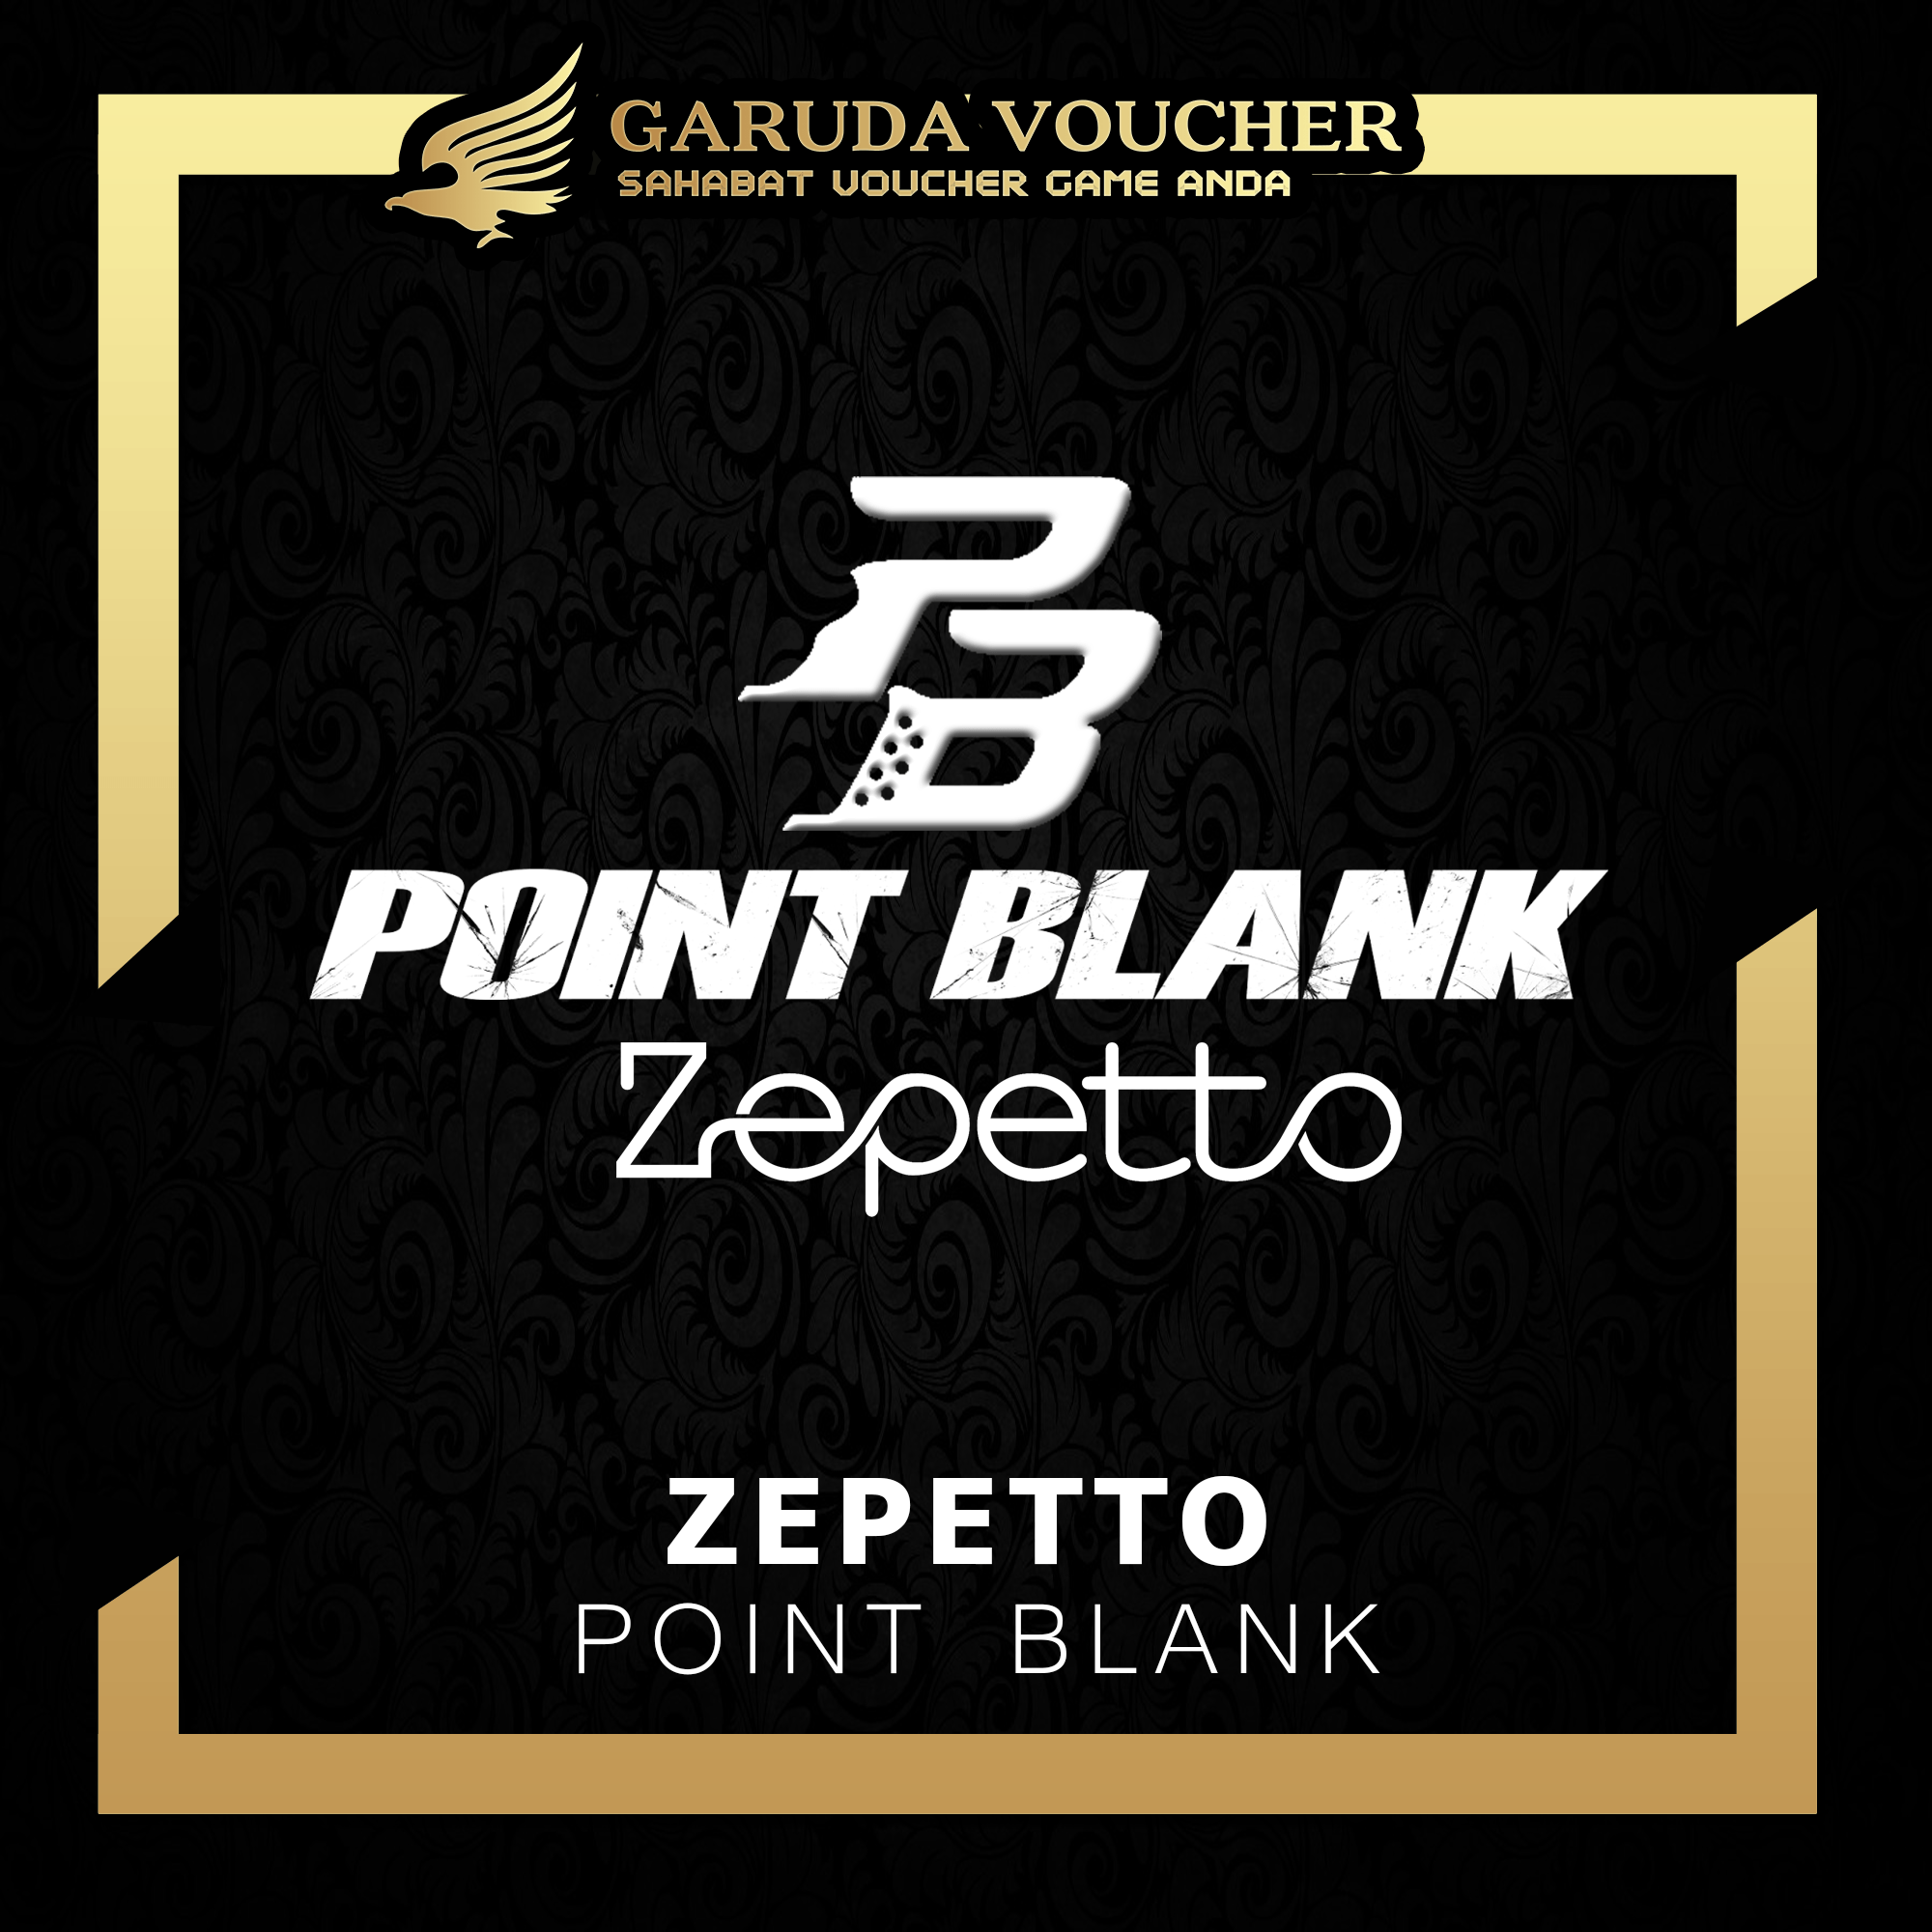 GARUDA VOUCHER
SAHABAT VOUCHER GAME ANDA
PB
POINT BLANK
Zepetto
ZEPETTO
POINT BLANK